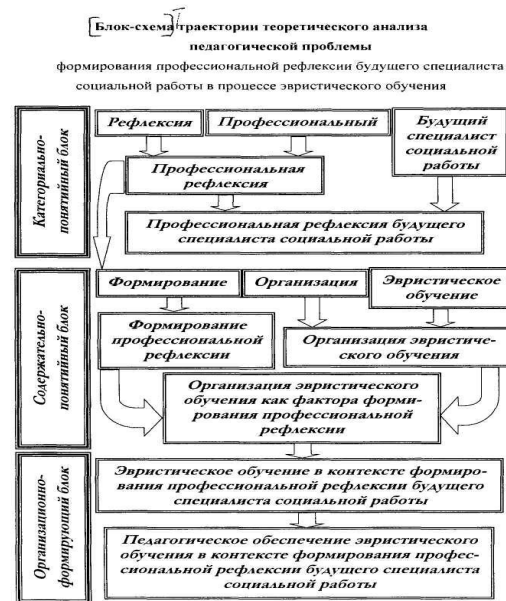 Блок-схема траектории теоретического анализа
педагогической проблемы
формирования профессиональной рефлексии будущего специалиста
социальной работы в процессе эвристического обучения
Категориально-
понятийный блок
Рефлексия
Профессиональный
Будущий
специалист
социальной
работы
Профессиональная
рефлексия
Профессиональная рефлексия будущего
специалиста социальной работы
Содержательно-
понятийный блок
Формирование
Организация
Эвристическое
обучение
Формирование
профессиональной
рефлексии
Организация эвристиче-
ского обучения
Организация эвристического
обучения как фактора форми-
рования профессиональной
рефлексии
Организационно-
формирующий блок
Эвристическое обучение в контексте формиро-
вания профессиональной рефлексии будущего
специалиста социальной работы
Педагогическое обеспечение эвристического
обучения в контексте формирования профес-
сиональной рефлексии будущего специалиста
социальной работы